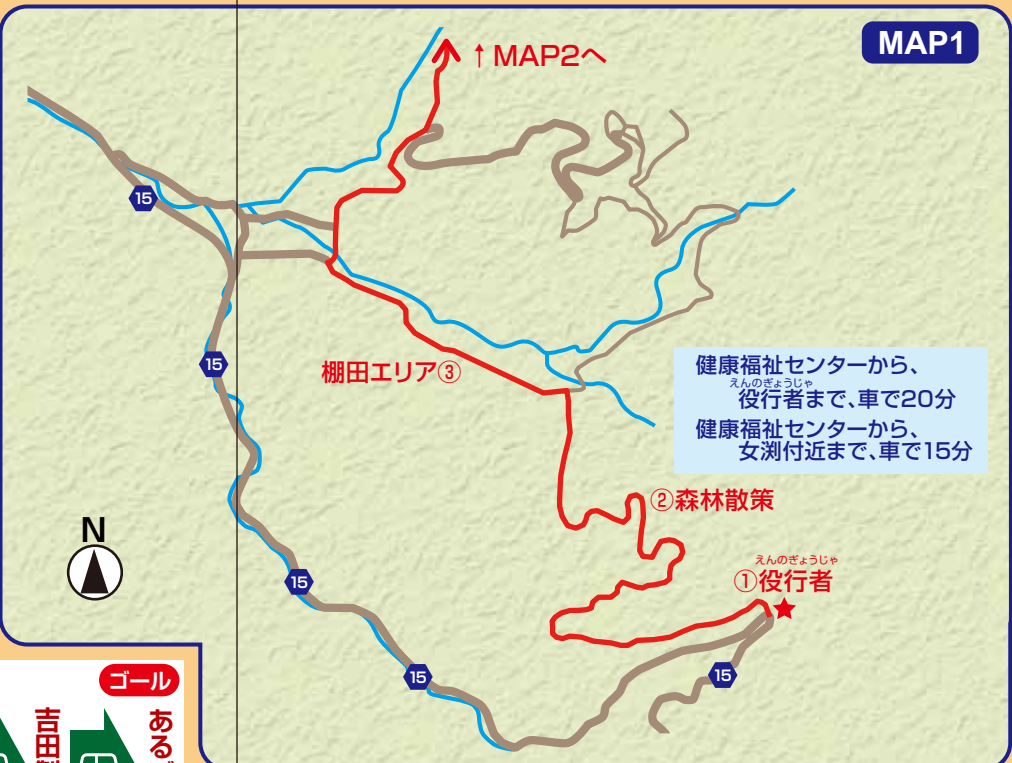 MAP1
↑MAP2へ
15
15
棚田エリア③
健康福祉センターから、
えんのぎょうじゃ
役行者まで、車で20分
健康福祉センターから、
女渕付近まで、車で15分
②森林散策
N
えんのぎょうじゃ
①役行者
15
15
15
ゴール
吉田
ある